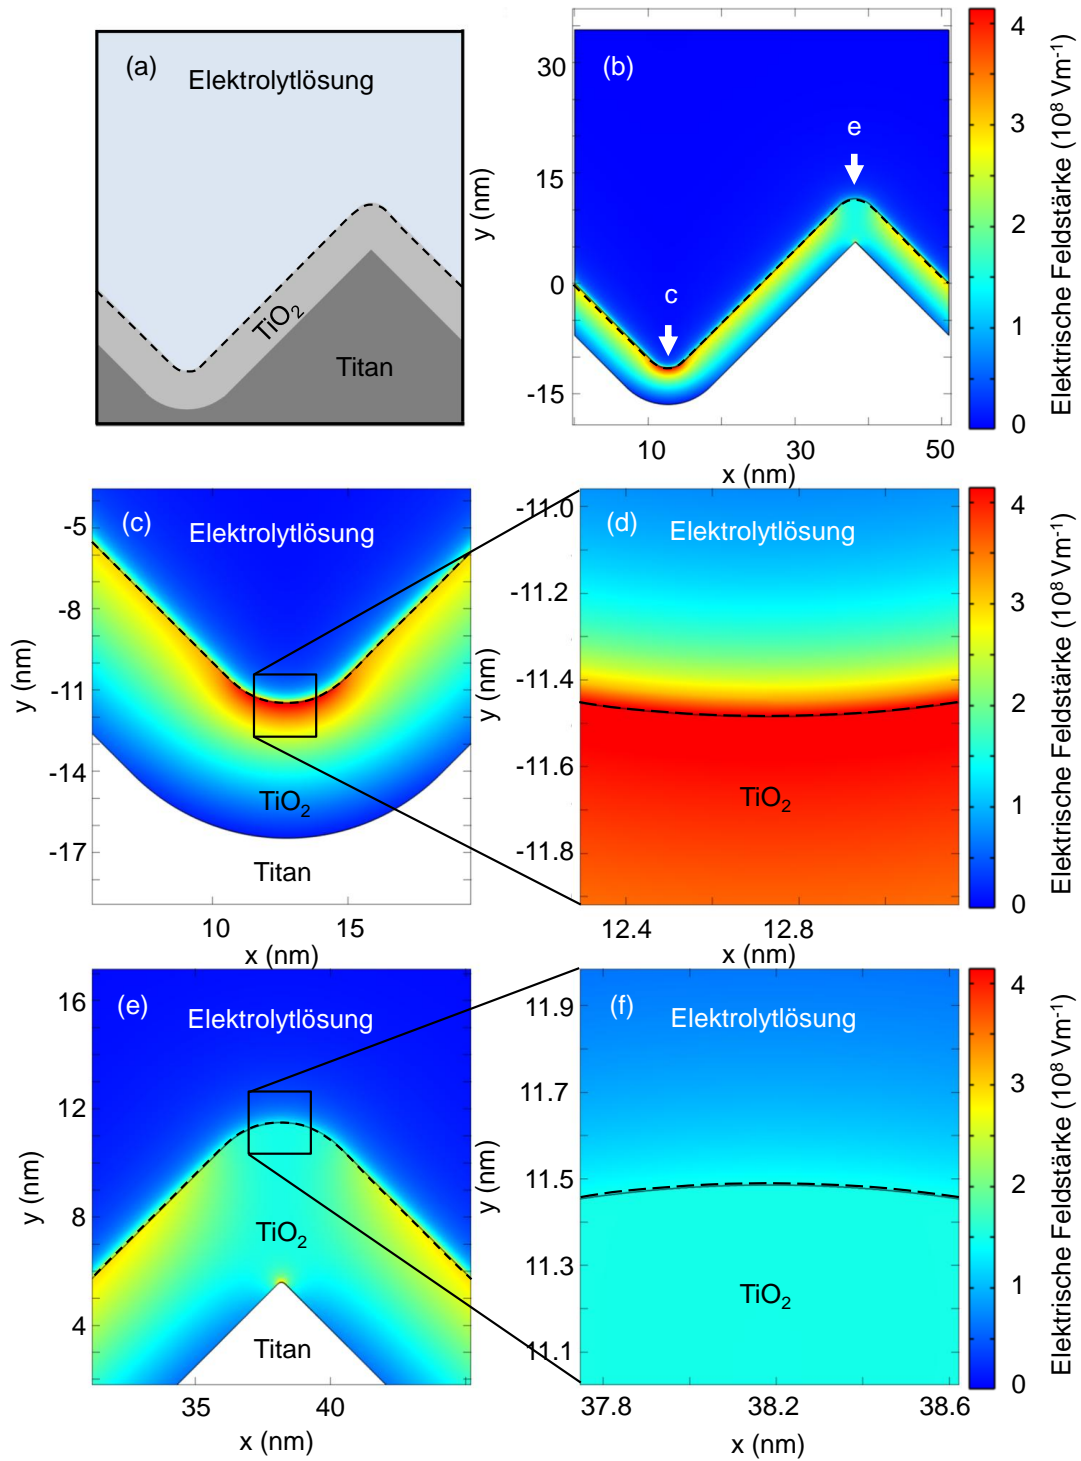 (a)
Elektrolytlösung
TiO2
Titan
(b)
e
c
30
15
0
-15
y (nm)
10
30
50
x (nm)
4
3
2
1
0
Elektrische Feldstärke (10⁸ Vm⁻¹)
(c)
Elektrolytlösung
TiO₂
Titan
-5
-8
-11
-14
-17
y (nm)
10
15
x (nm)
(d)
Elektrolytlösung
TiO₂
-11.0
-11.2
-11.4
-11.6
-11.8
y (nm)
12.4
12.8
x (nm)
4
3
2
1
0
Elektrische Feldstärke (10⁸ Vm⁻¹)
(e)
Elektrolytlösung
TiO₂
Titan
16
12
8
4
y (nm)
35
40
x (nm)
(f)
Elektrolytlösung
TiO₂
11.9
11.7
11.5
11.3
11.1
y (nm)
37.8
38.2
38.6
x (nm)
4
3
2
1
0
Elektrische Feldstärke (10⁸ Vm⁻¹)